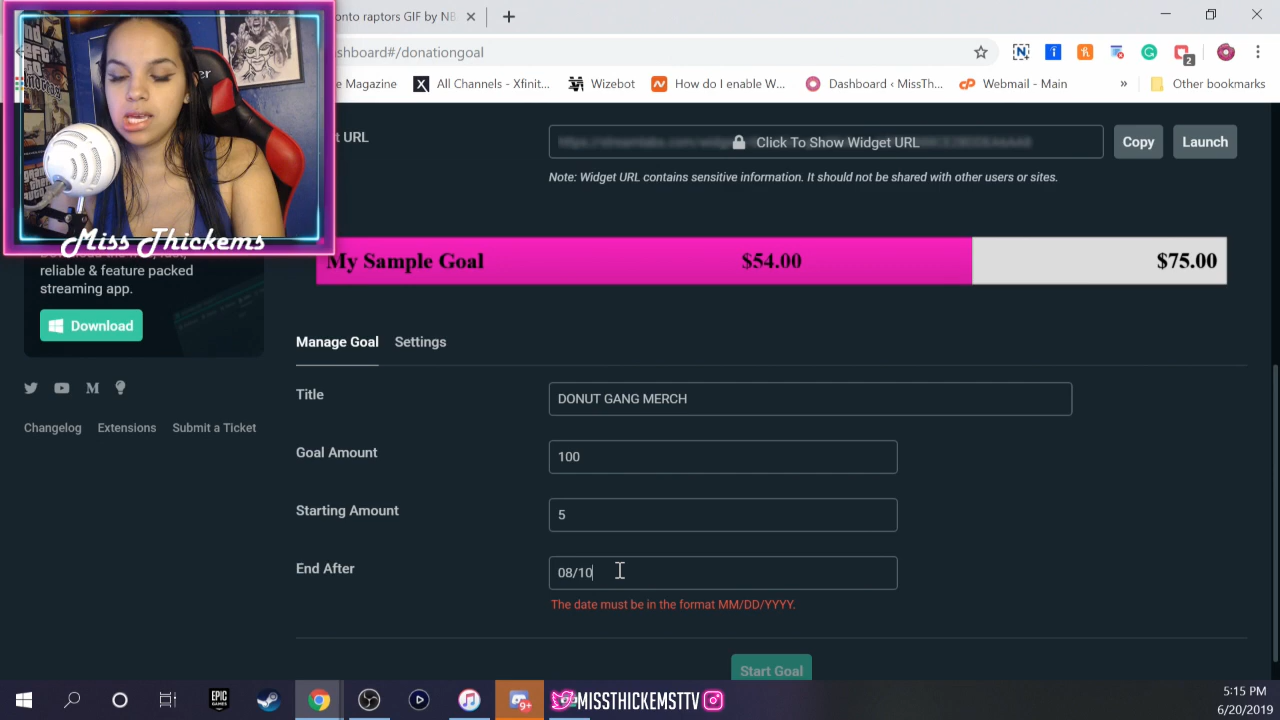 onto raptors GIF by NB
shboard#/donationgoal
2
e Magazine
All Channels - Xfinit...
Wizebot
How do I enable W...
Dashboard ‹ MissTh...
Webmail - Main
»
Other bookmarks
t URL
Click To Show Widget URL
Copy
Launch
Note: Widget URL contains sensitive information. It should not be shared with other users or sites.
Miss Thickems
reliable & feature packed
streaming app.
Download
My Sample Goal
$54.00
$75.00
Manage Goal
Settings
Title
DONUT GANG MERCH
Goal Amount
100
Starting Amount
5
End After
08/10
The date must be in the format MM/DD/YYYY.
Changelog
Extensions
Submit a Ticket
Start Goal
EPIC GAMES
9+
MISSTHICKEMSTTV
5:15 PM
6/20/2019